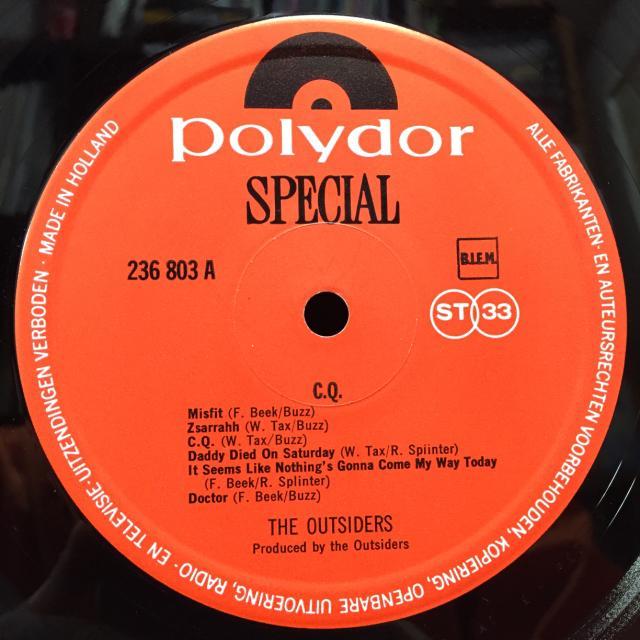 polydor
SPECIAL
236 803 A
B.I.E.M.
ST 33
C.Q.
Misfit (F. Beek/Buzz)
Zsarrahh (W. Tax/Buzz)
C.Q. (W. Tax/Buzz)
Daddy Died On Saturday (W. Tax/R. Spiinter)
It Seems Like Nothing's Gonna Come My Way Today
(F. Beek/R. Splinter)
Doctor (F. Beek/Buzz)
THE OUTSIDERS
Produced by the Outsiders
ALLE FABRIKANTEN- EN AUTEURSRECHTEN VOORBEHOUDEN, KOPIERING, OPENBARE UITVOERING, RADIO- EN TELEVISIE-UITZENDINGEN VERBODEN · MADE IN HOLLAND